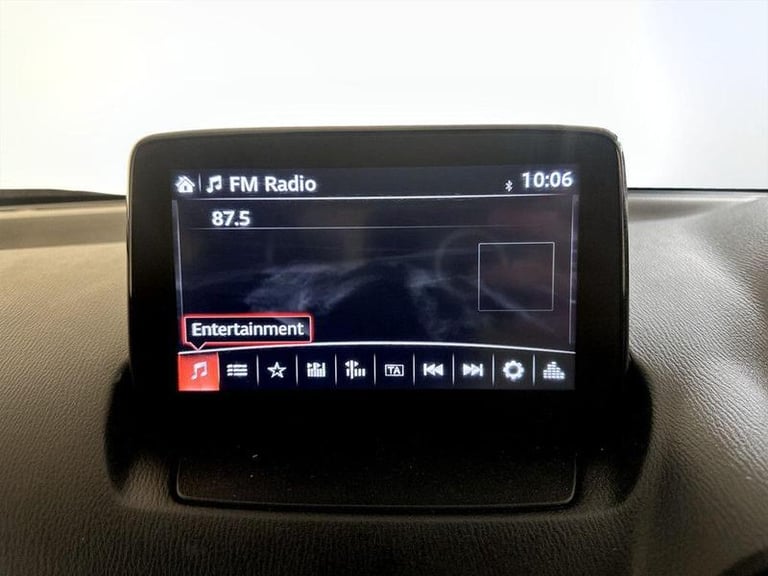 FM Radio 10:06
87.5
Entertainment
TA